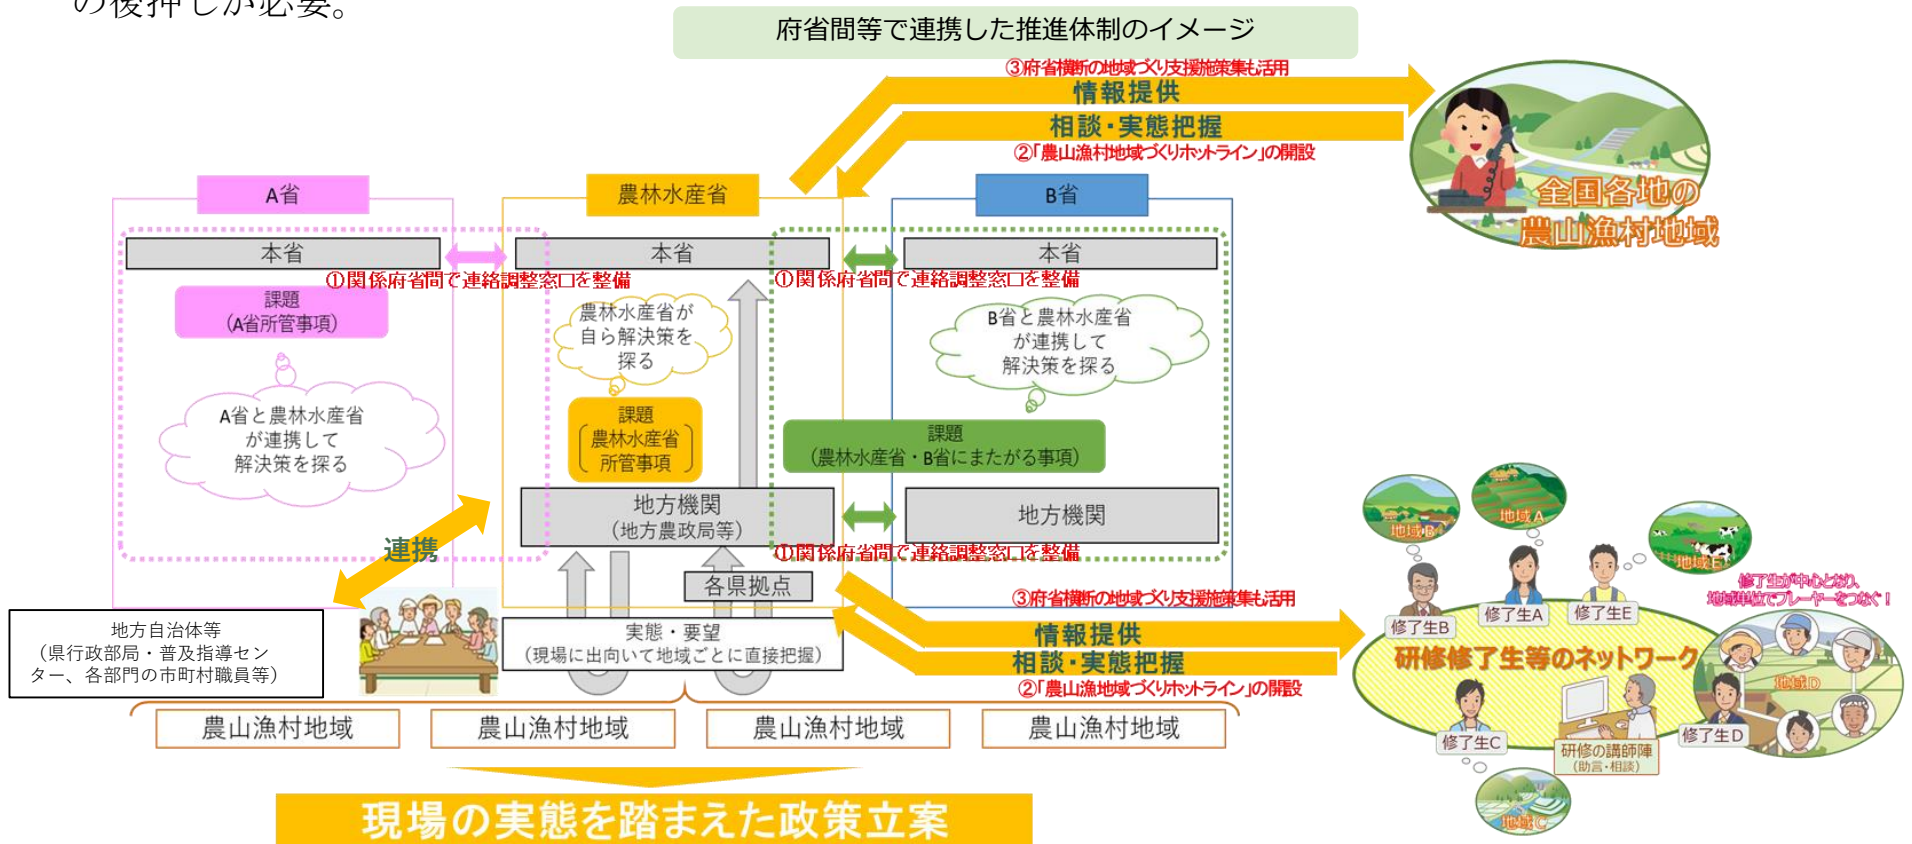 の後押しが必要。
府省間等で連携した推進体制のイメージ
③府省横断の地域づくり支援施策集も活用
情報提供
相談・実態把握
②「農山漁村地域づくりホットライン」の開設
全国各地の
農山漁村地域
A省
農林水産省
B省
本省
本省
本省
①関係府省間で連絡調整窓口を整備
①関係府省間で連絡調整窓口を整備
課題
（A省所管事項）
農林水産省が
自ら解決策を
探る
B省と農林水産省
が連携して
解決策を探る
A省と農林水産省
が連携して
解決策を探る
課題
農林水産省
所管事項
課題
（農林水産省・B省にまたがる事項）
地方機関
（地方農政局等）
地方機関
連携
①関係府省間で連絡調整窓口を整備
各県拠点
地方自治体等
（県行政部局・普及指導セン
ター、各部門の市町村職員等）
実態・要望
（現場に出向いて地域ごとに直接把握）
③府省横断の地域づくり支援施策集も活用
情報提供
相談・実態把握
②「農山漁地域づくりホットライン」の開設
農山漁村地域
農山漁村地域
農山漁村地域
農山漁村地域
現場の実態を踏まえた政策立案
地域B
地域A
地域E
修了生が中心となり、
地域単位でプレーヤーをつなぐ！
修了生B
修了生A
修了生E
研修修了生等のネットワーク
地域D
修了生C
研修の講師陣
（助言・相談）
修了生D
地域C